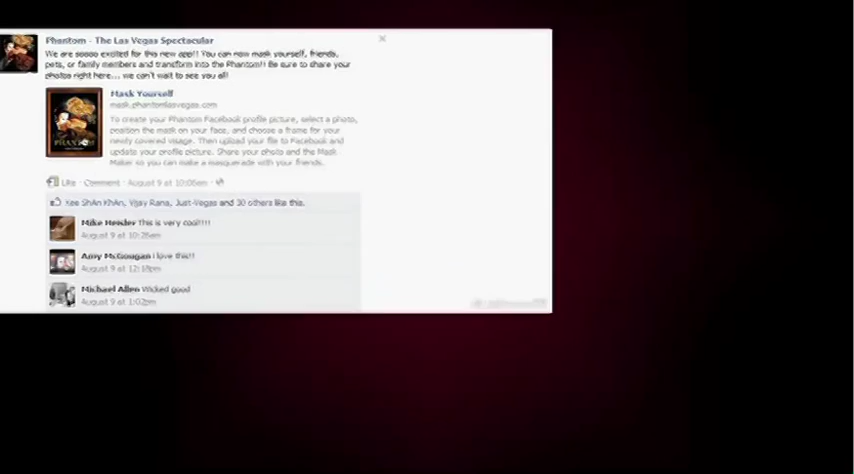 Phantom - The Las Vegas Spectacular
We are soooo excited for this new app!! You can now mask yourself, friends,
pets, or family members and transform into the Phantom!! Be sure to share your
photos right here... we can't wait to see you all!
Mask Yourself
mask.phantomlasvegas.com
To create your Phantom Facebook profile picture, select a photo,
position the mask on your face, and choose a frame for your
newly covered visage. Then upload your file to Facebook and
update your profile picture. Share your photo and the Mask
Maker so you can make a masquerade with your friends.
Like · Comment · August 9 at 10:06am ·
Kee ShAn KhAn, Vijay Rana, Just-Vegas and 30 others like this.
Mike This is very cool!!!!
August 9 at 10:26am
Amy McGougan I love this!!
August 9 at 12:18pm
Michael Allen Wicked good
August 9 at 1:02pm